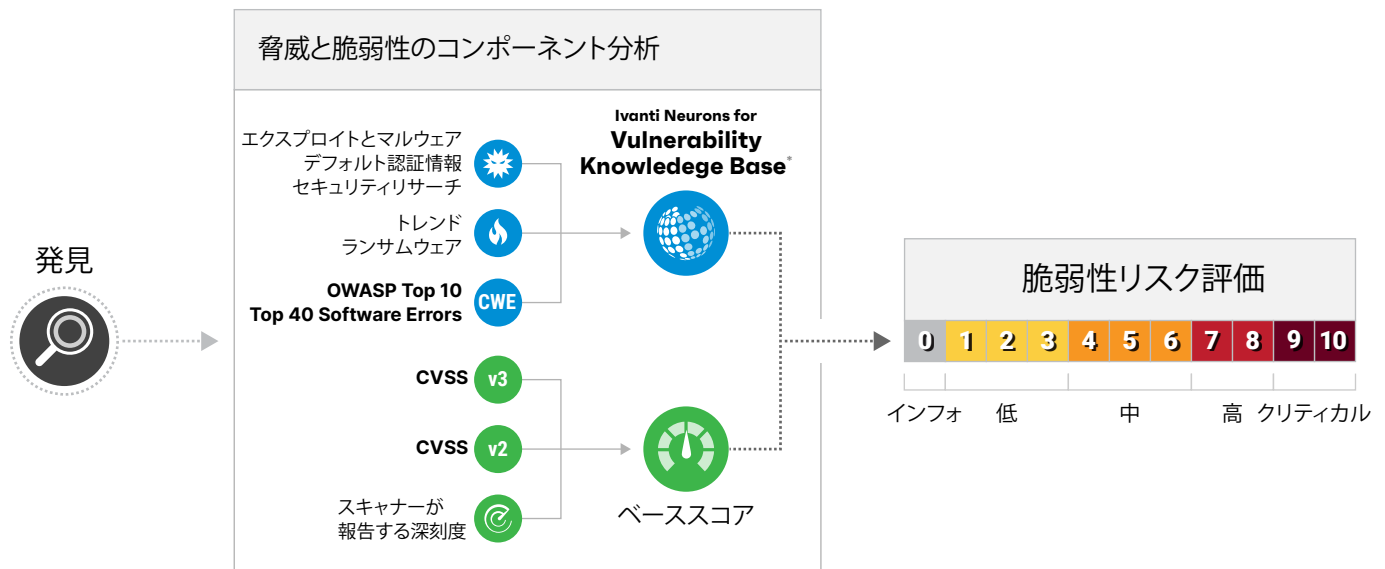 脅威と脆弱性のコンポーネント分析
発見
エクスプロイトとマルウェア
デフォルト認証情報
セキュリティリサーチ
トレンド
ランサムウェア
OWASP Top 10
Top 40 Software Errors
CWE
CVSS v3
CVSS v2
スキャナーが
報告する深刻度
Ivanti Neurons for
Vulnerability
Knowledege Base*
ベーススコア
脆弱性リスク評価
0 1 2 3 4 5 6 7 8 9 10
インフォ 低 中 高 クリティカル